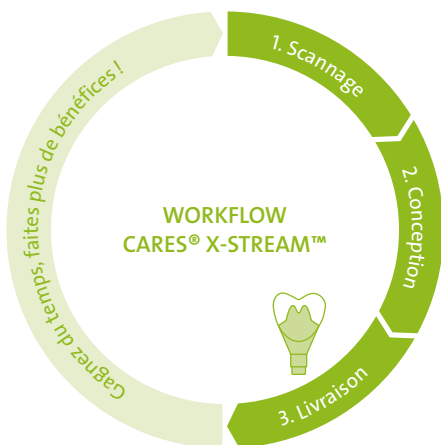 WORKFLOW
CARES® X-STREAM™
1. Scannage
2. Conception
3. Livraison
Gagnez du temps, faites plus de bénéfices !